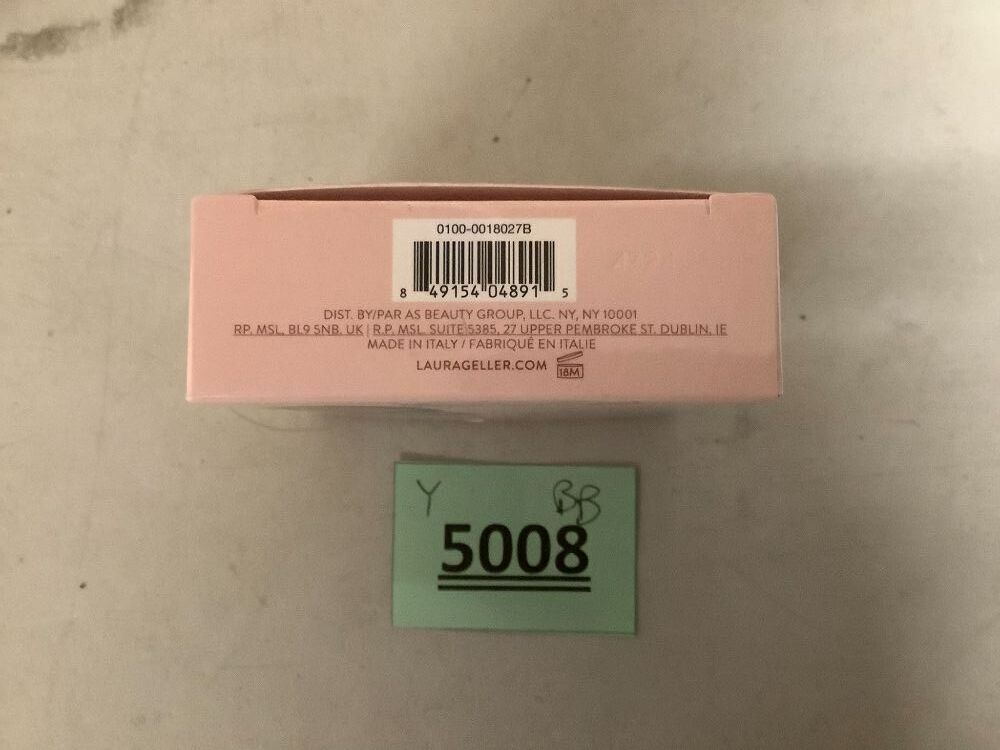 0100-0018027B
8 49154 04891 5
DIST. BY/PAR AS BEAUTY GROUP, LLC. NY, NY 10001
RP. MSL, BL9 5NB. UK | R.P. MSL. SUITE 5385, 27 UPPER PEMBROKE ST. DUBLIN, IE
MADE IN ITALY / FABRIQUÉ EN ITALIE
LAURAGELLER.COM 18M
Y BB
5008